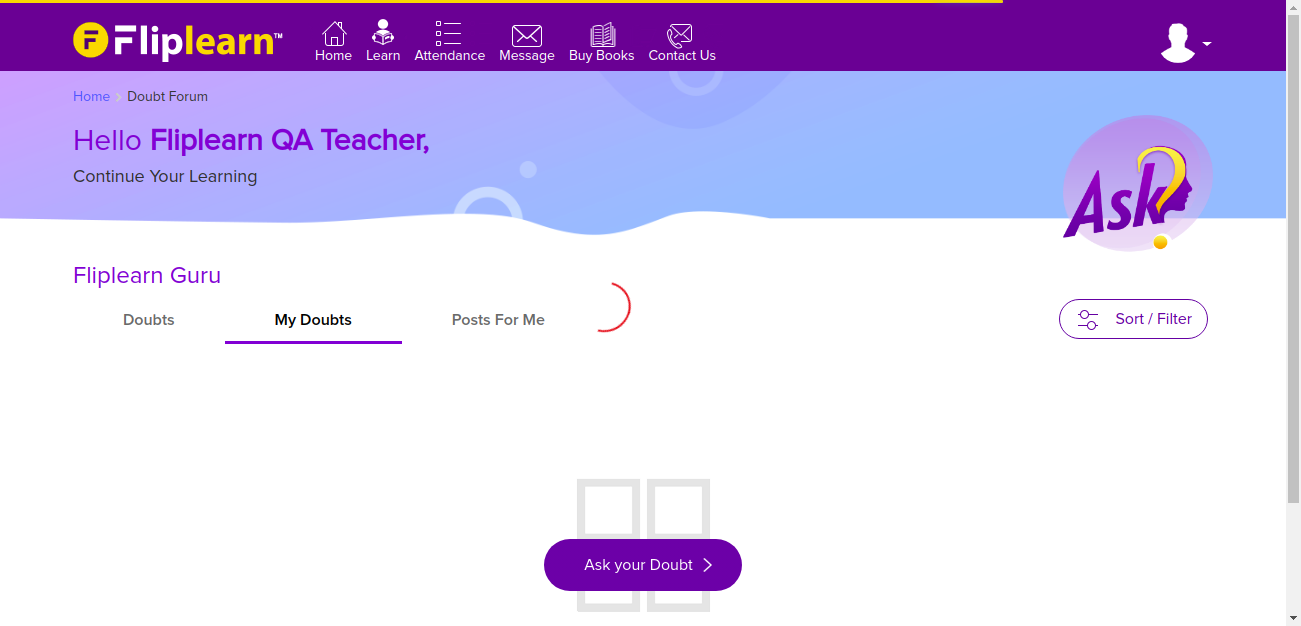 Fliplearn™
Home
Learn
Attendance
Message
Buy Books
Contact Us
Home
Doubt Forum
Hello Fliplearn QA Teacher,
Continue Your Learning
Ask?
Fliplearn Guru
Doubts
My Doubts
Posts For Me
Sort / Filter
Ask your Doubt